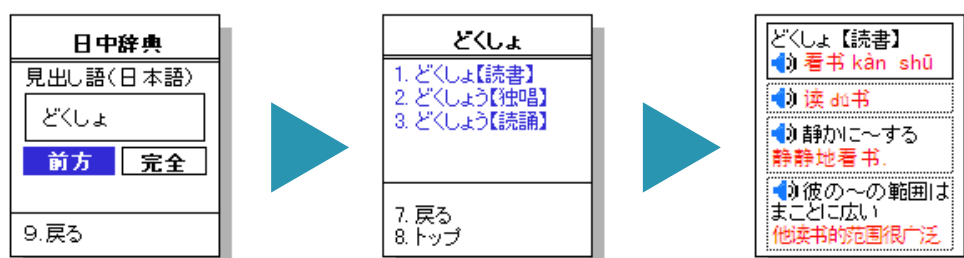 日中辞典
見出し語(日本語)
どくしょ
前方 完全
9.戻る
どくしょ
1. どくしょ【読書】
2. どくしょう【独唱】
3. どくしょう【読誦】
7. 戻る
8. トップ
どくしょ【読書】
看书 kàn shū
读 dú书
静かに～する
静静地看书.
彼の～の範囲は
まことに広い
他读书的范围很广泛